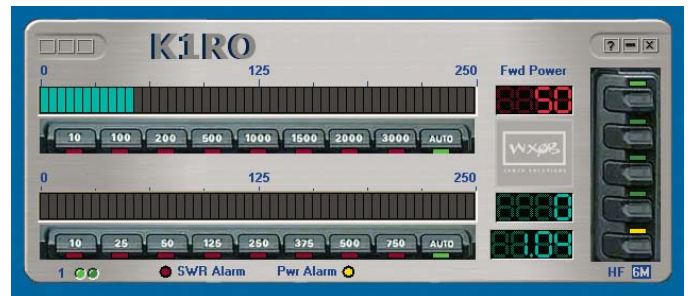 K1RO
? - X
0 125 250 Fwd Power
50
10 100 200 500 1000 1500 2000 3000 AUTO
WXØB
0 125 250
0
10 25 50 125 250 375 500 750 AUTO
1.04
1 SWR Alarm Pwr Alarm HF 6M